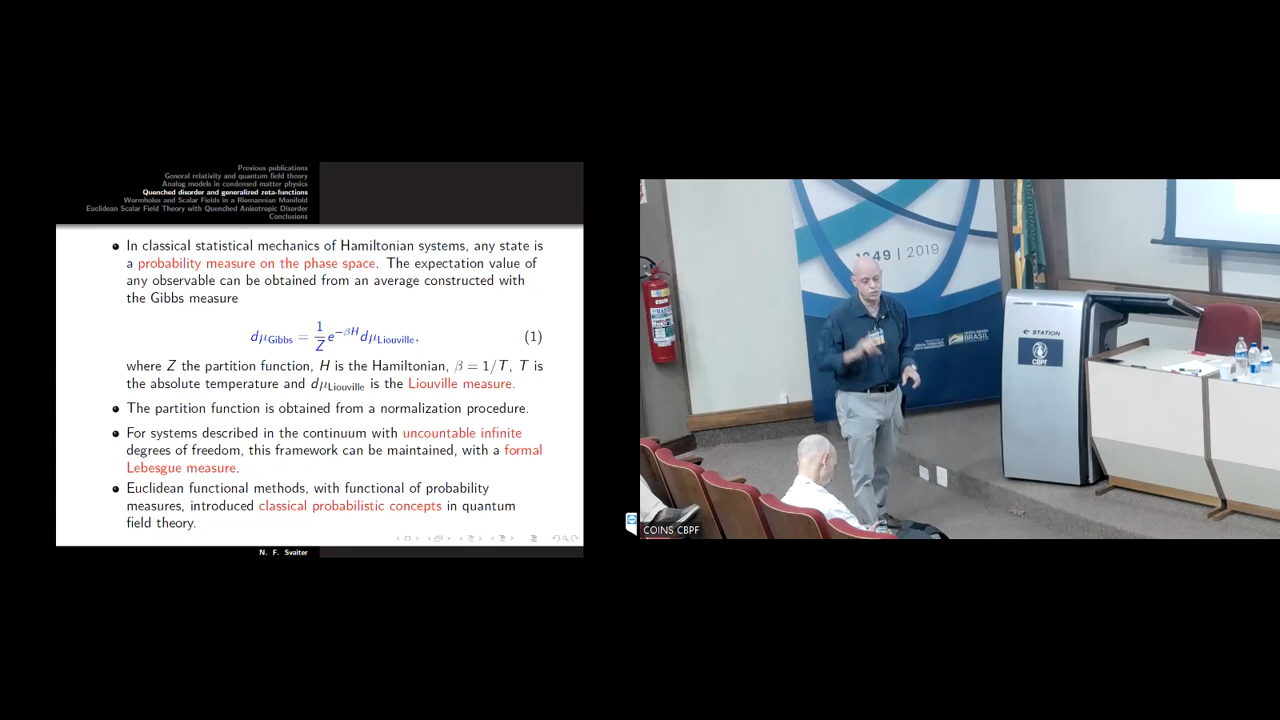 Previous publications
General relativity and quantum field theory
Analog models in condensed matter physics
Quenched disorder and generalized zeta-functions
Wormholes and Scalar Fields in a Riemannian Manifold
Euclidean Scalar Field Theory with Quenched Anisotropic Disorder
Conclusions
In classical statistical mechanics of Hamiltonian systems, any state is
a probability measure on the phase space. The expectation value of
any observable can be obtained from an average constructed with
the Gibbs measure
dμ_Gibbs = 1/Z e^{−βH} dμ_Liouville, (1)
where Z the partition function, H is the Hamiltonian, β = 1/T, T is
the absolute temperature and dμ_Liouville is the Liouville measure.
The partition function is obtained from a normalization procedure.
For systems described in the continuum with uncountable infinite
degrees of freedom, this framework can be maintained, with a formal
Lebesgue measure.
Euclidean functional methods, with functional of probability
measures, introduced classical probabilistic concepts in quantum
field theory.
N. F. Svaiter
1949 | 2019
e-STATION
CBPF
BRASIL
COINS CBPF